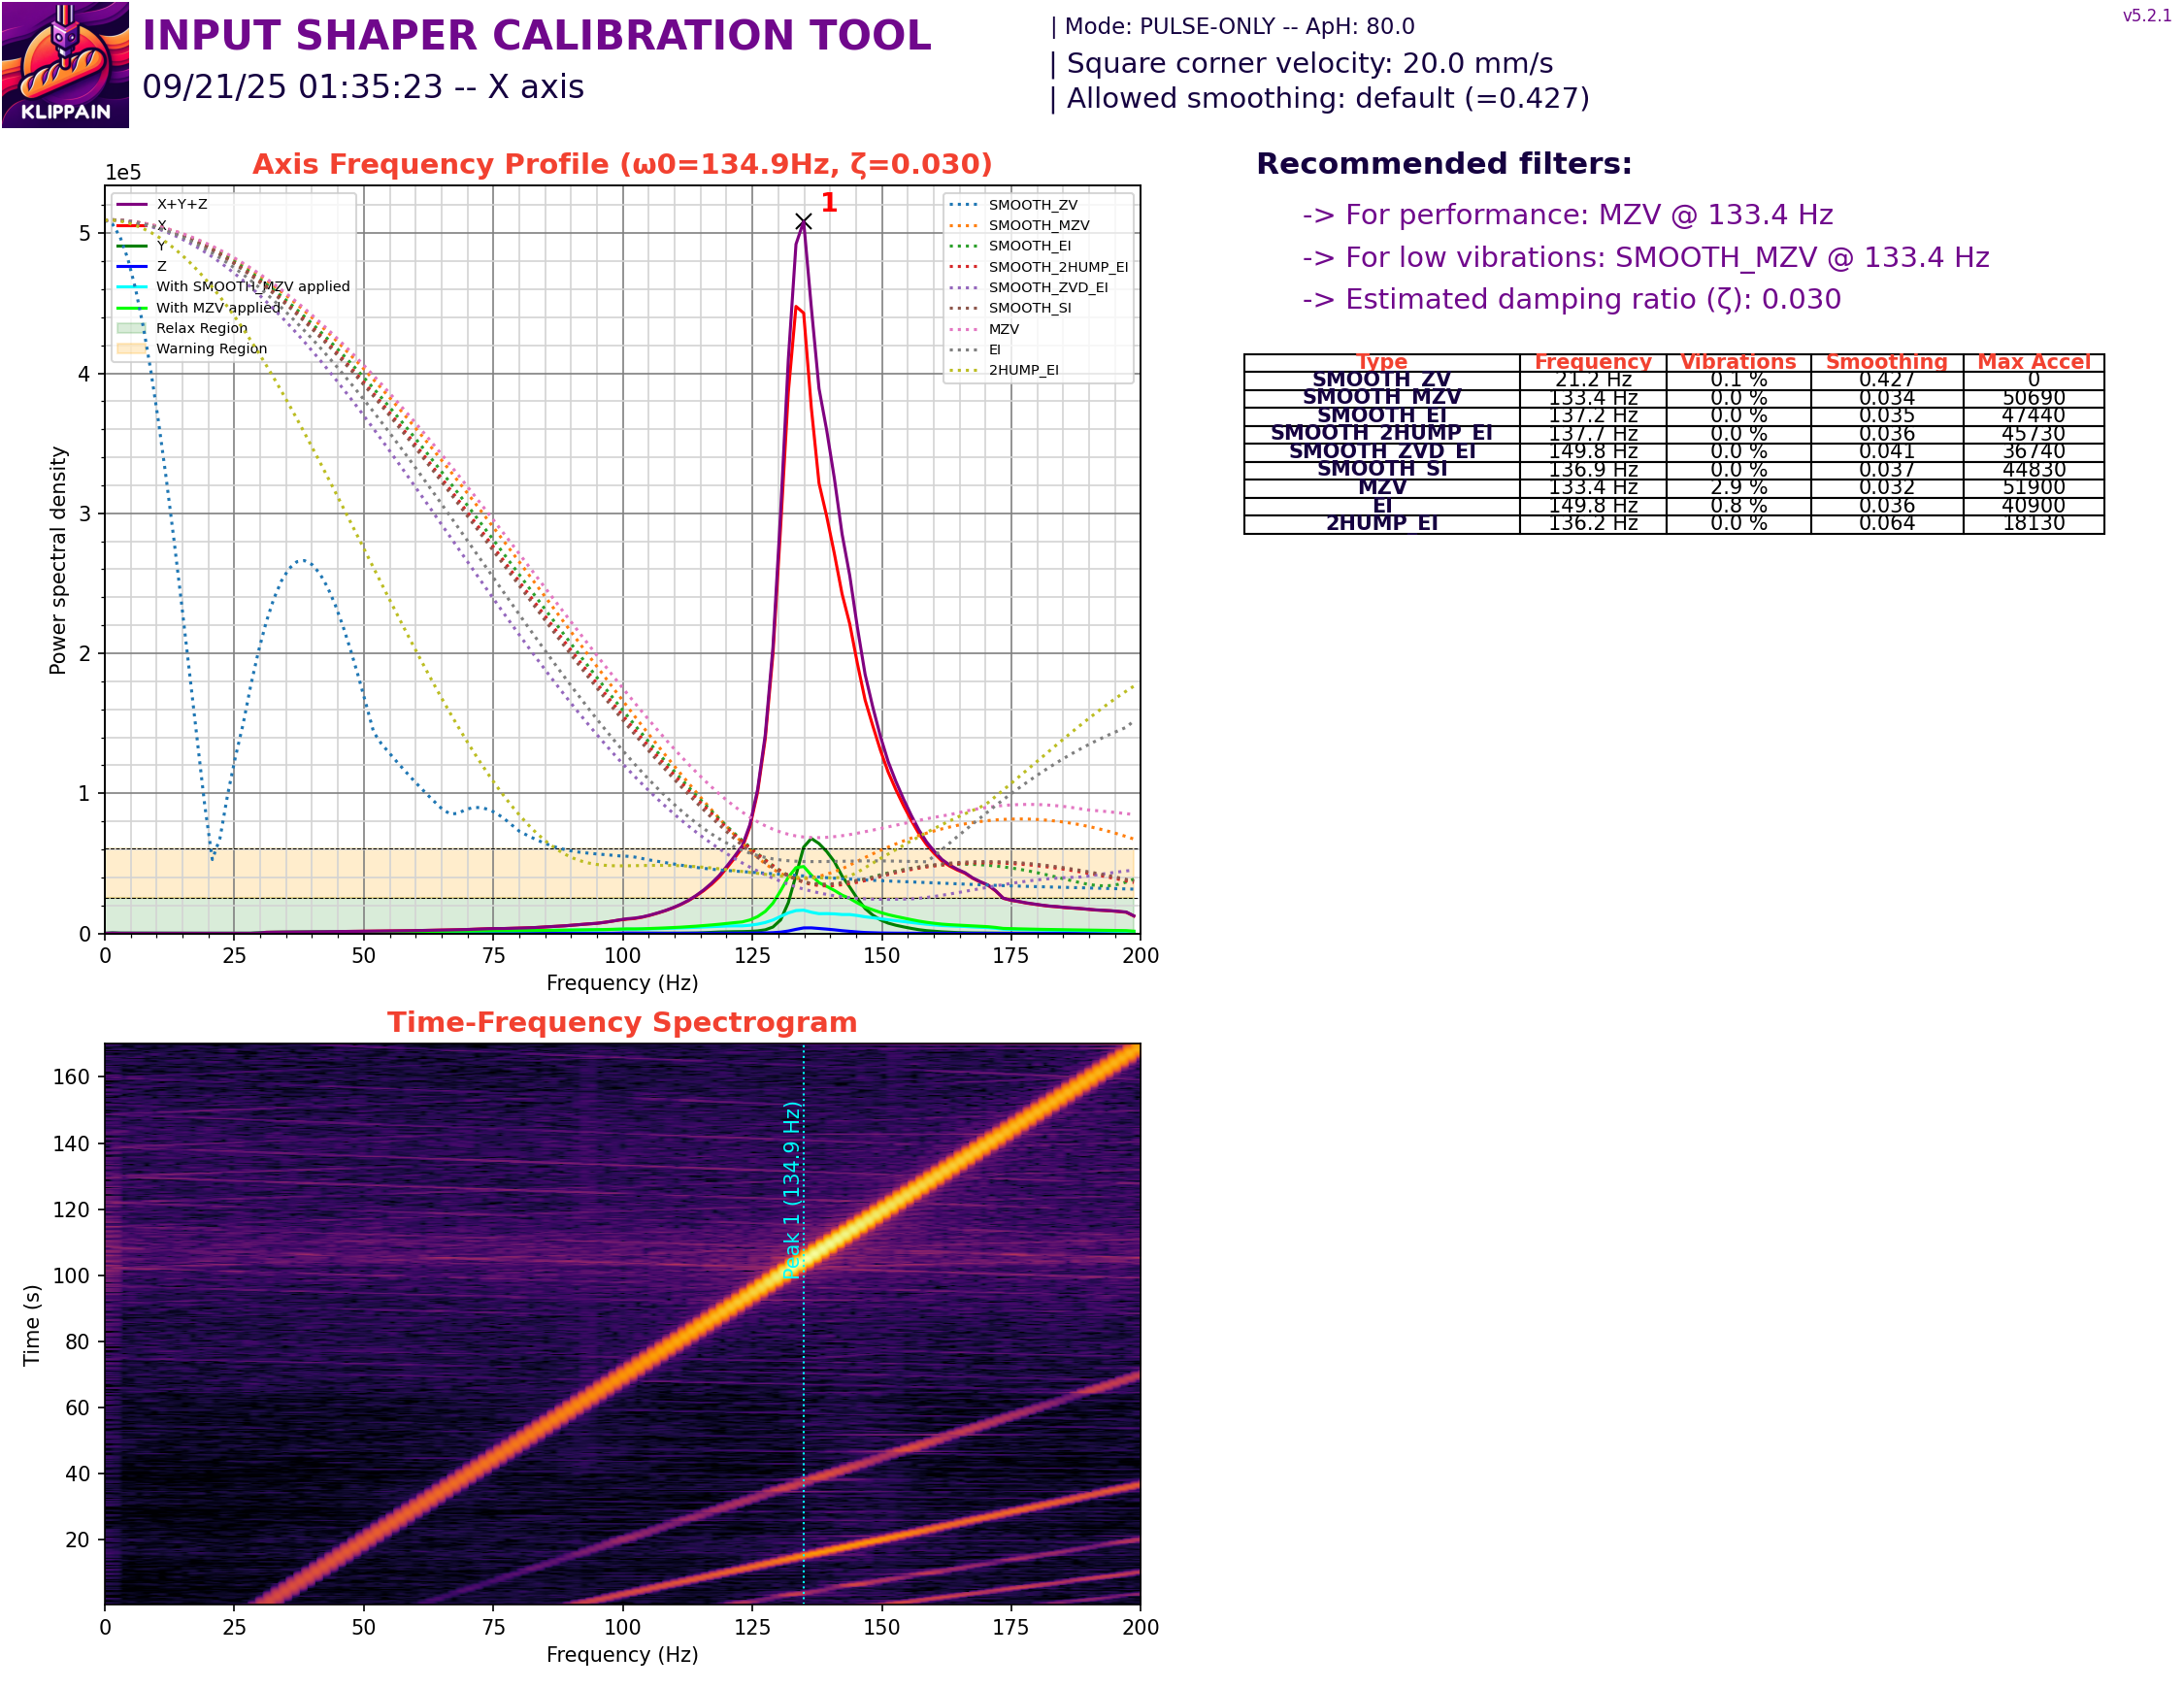 v5.2.1
KLIPPAIN
INPUT SHAPER CALIBRATION TOOL
09/21/25 01:35:23 -- X axis
| Mode: PULSE-ONLY -- ApH: 80.0
| Square corner velocity: 20.0 mm/s
| Allowed smoothing: default (=0.427)
Axis Frequency Profile (ω0=134.9Hz, ζ=0.030)
1e5
1
X+Y+Z
X
Y
Z
With SMOOTH_MZV applied
With MZV applied
Relax Region
Warning Region
SMOOTH_ZV
SMOOTH_MZV
SMOOTH_EI
SMOOTH_2HUMP_EI
SMOOTH_ZVD_EI
SMOOTH_SI
MZV
EI
2HUMP_EI
Power spectral density
5
4
3
2
1
0
0 25 50 75 100 125 150 175 200
Frequency (Hz)
Recommended filters:
-> For performance: MZV @ 133.4 Hz
-> For low vibrations: SMOOTH_MZV @ 133.4 Hz
-> Estimated damping ratio (ζ): 0.030
Type Frequency Vibrations Smoothing Max Accel
SMOOTH_ZV 21.2 Hz 0.1 % 0.427 0
SMOOTH_MZV 133.4 Hz 0.0 % 0.034 50690
SMOOTH_EI 137.2 Hz 0.0 % 0.035 47440
SMOOTH_2HUMP_EI 137.7 Hz 0.0 % 0.036 45730
SMOOTH_ZVD_EI 149.8 Hz 0.0 % 0.041 36740
SMOOTH_SI 136.9 Hz 0.0 % 0.037 44830
MZV 133.4 Hz 2.9 % 0.032 51900
EI 149.8 Hz 0.8 % 0.036 40900
2HUMP_EI 136.2 Hz 0.0 % 0.064 18130
Time-Frequency Spectrogram
Time (s)
160
140
120
100
80
60
40
20
Peak 1 (134.9 Hz)
0 25 50 75 100 125 150 175 200
Frequency (Hz)